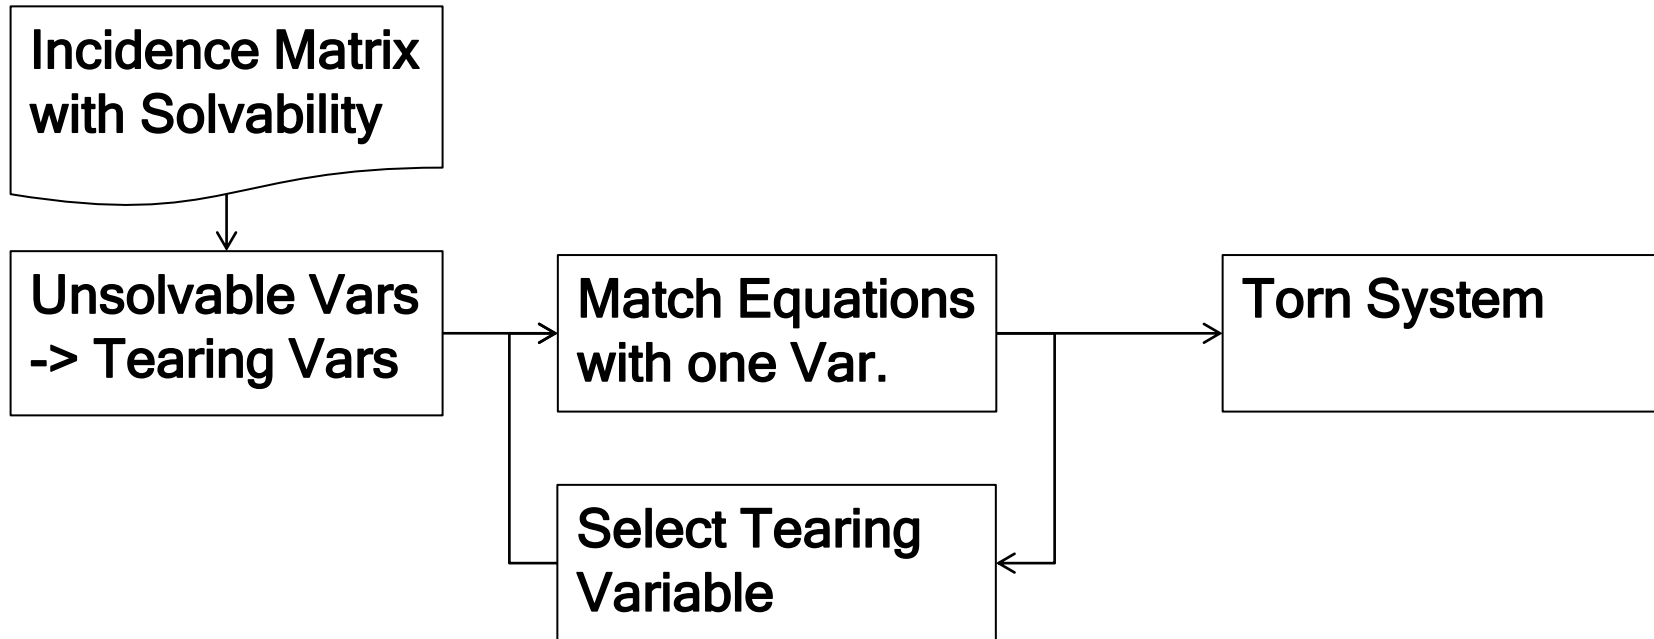 Incidence Matrix
with Solvability
Unsolvable Vars
-> Tearing Vars
Match Equations
with one Var.
Torn System
Select Tearing
Variable